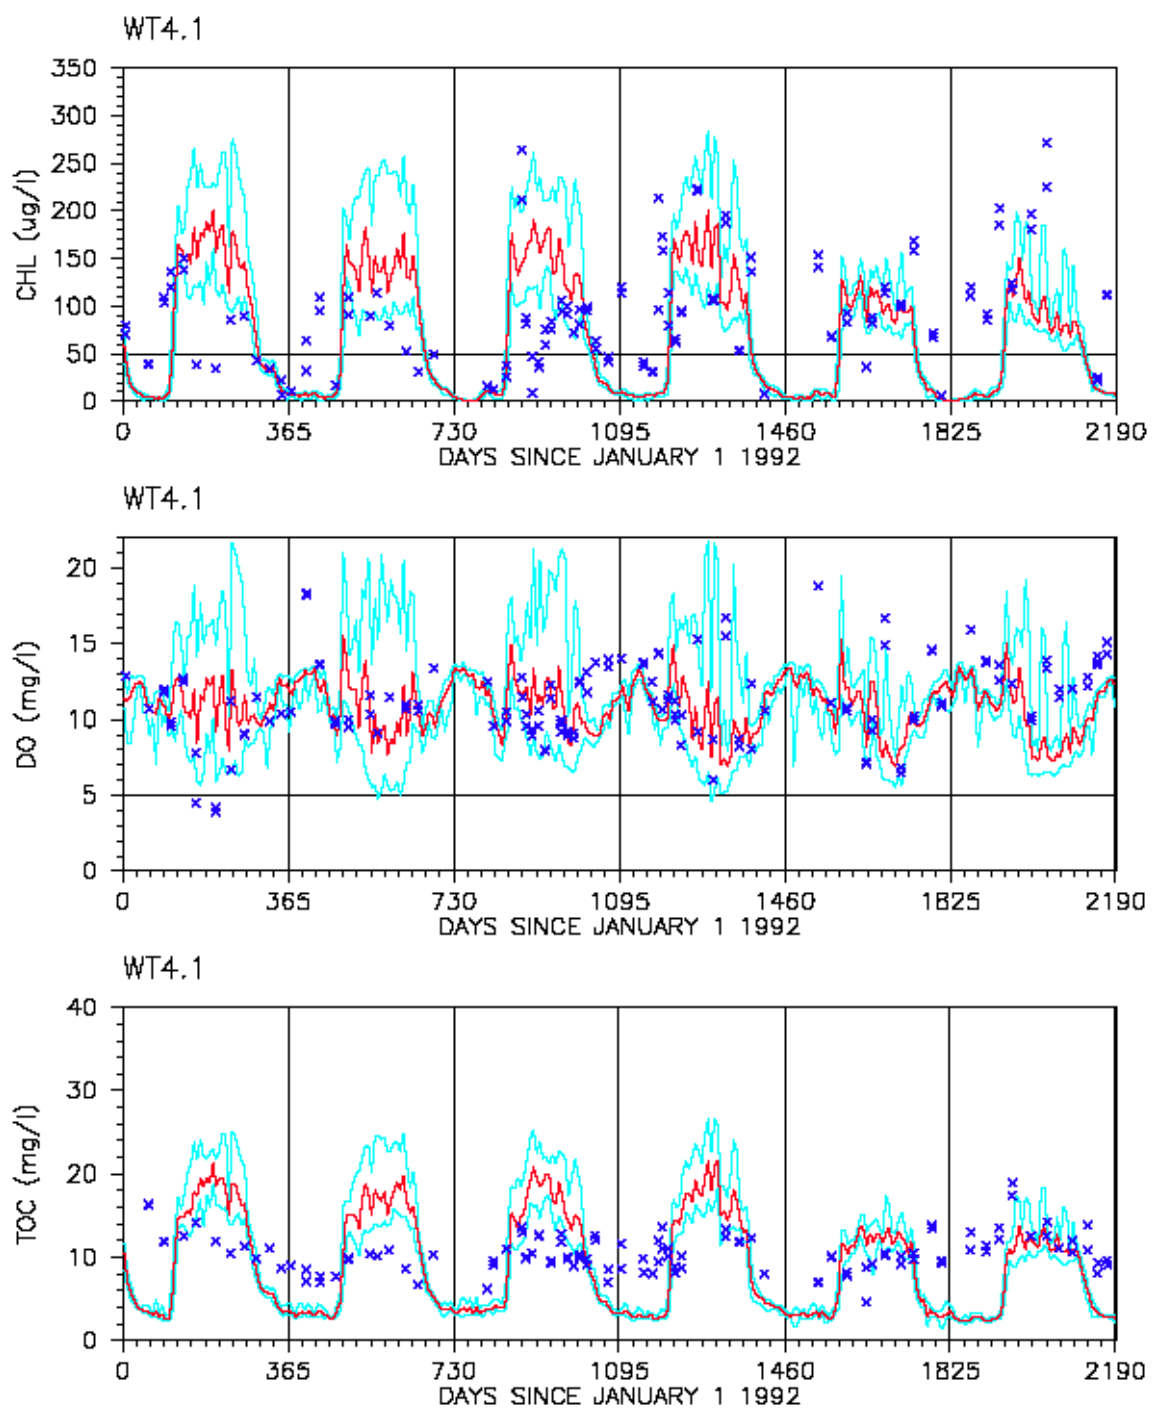 WT4.1
350
300
250
200
150
100
50
0
CHL (ug/l)
0 365 730 1095 1460 1825 2190
DAYS SINCE JANUARY 1 1992
WT4.1
20
15
10
5
0
DO (mg/l)
0 365 730 1095 1460 1825 2190
DAYS SINCE JANUARY 1 1992
WT4.1
40
30
20
10
0
TOC (mg/l)
0 365 730 1095 1460 1825 2190
DAYS SINCE JANUARY 1 1992